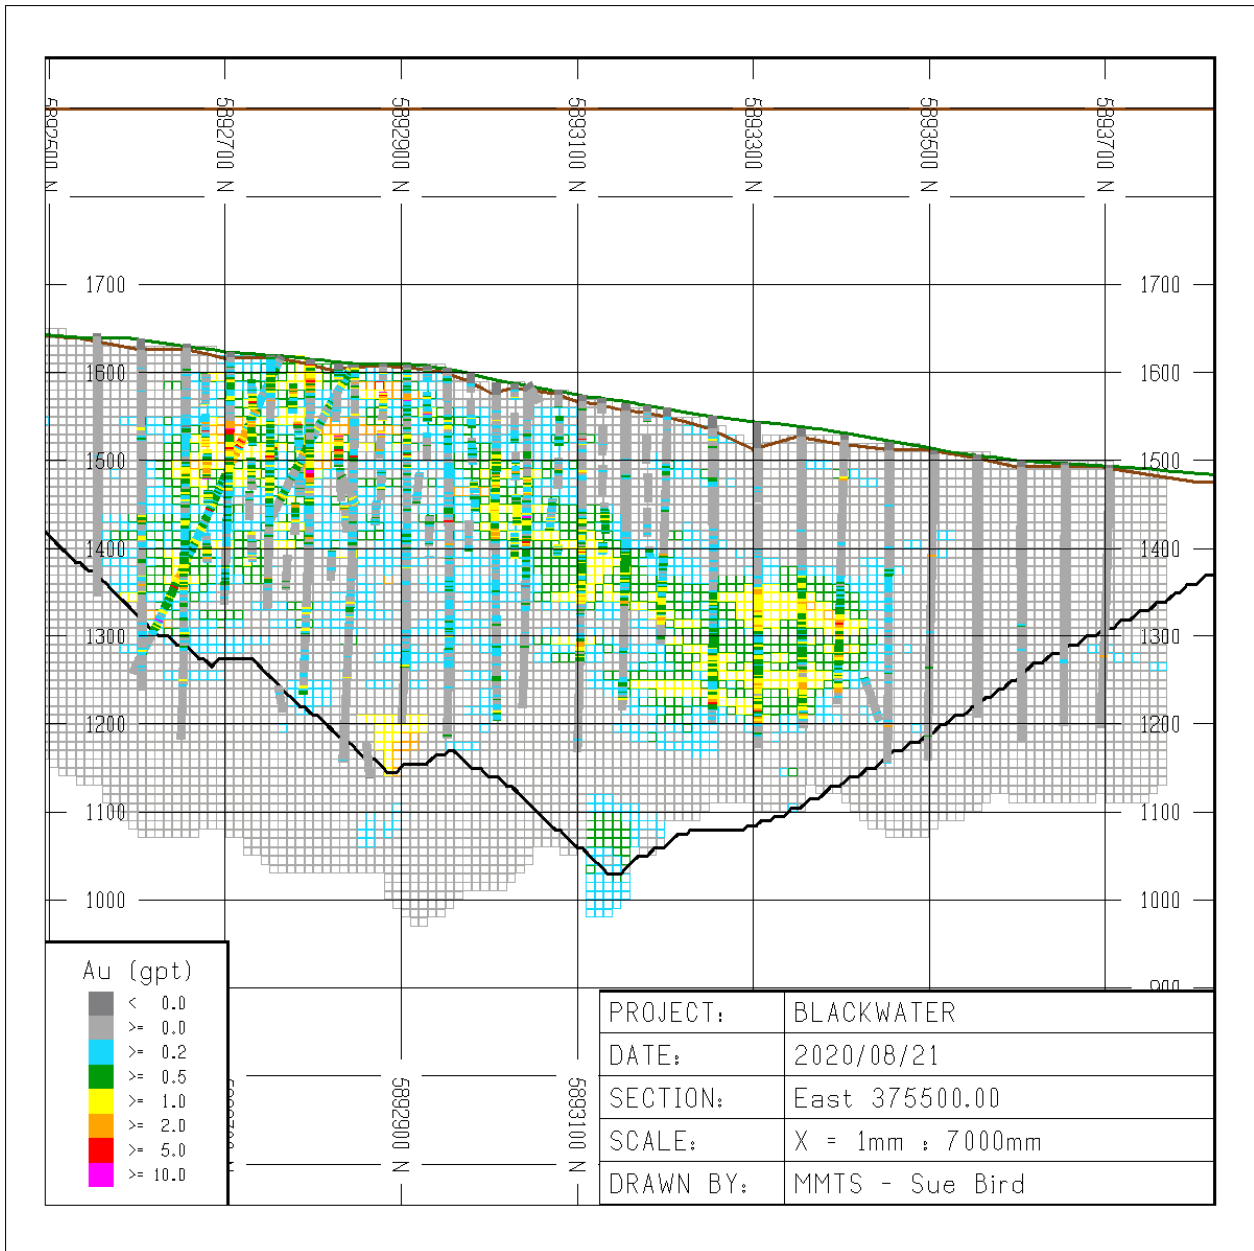 5892500 N 5892700 N 5892900 N 5893100 N 5893300 N 5893500 N 5893700 N
1700 1700
1600 1600
1500 1500
1400 1400
1300 1300
1200 1200
1100 1100
1000 1000
900
Au (gpt)
< 0.0
>= 0.0
>= 0.2
>= 0.5
>= 1.0
>= 2.0
>= 5.0
>= 10.0
5892900 N 5893100 N
PROJECT: BLACKWATER
DATE: 2020/08/21
SECTION: East 375500.00
SCALE: X = 1mm : 7000mm
DRAWN BY: MMTS - Sue Bird